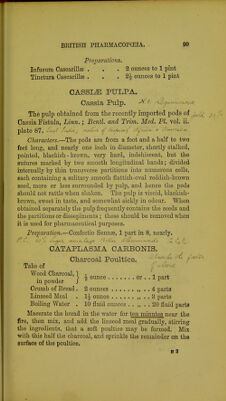 BRITISH PHARMACOPŒIA. 99
Preparations.
Infusum Cascarillæ . . . 2 ounces to 1 pint
Tinctura Cascarillæ . . . 2½ ounces to 1 pint
CASSIÆ PULPA.
Cassia Pulp.
The pulp obtained from the recently imported pods of
Cassia Fistula, Linn.; Bentl. and Trim. Med. Pl. vol. ii.
plate 87.
Characters.—The pods are from a foot and a half to two
feet long, and nearly one inch in diameter, shortly stalked,
pointed, blackish-brown, very hard, indehiscent, but the
sutures marked by two smooth longitudinal bands; divided
internally by thin tranverse partitions into numerous cells,
each containing a solitary smooth flattish oval reddish-brown
seed, more or less surrounded by pulp, and hence the pods
should not rattle when shaken. The pulp is viscid, blackish-
brown, sweet in taste, and somewhat sickly in odour. When
obtained separately the pulp frequently contains the seeds and
the partitions or dissepiments; these should be removed when
it is used for pharmaceutical purposes.
Preparation.—Confectio Sennæ, 1 part in 8, nearly.
CATAPLASMA CARBONIS.
Charcoal Poultice.
Take of
Wood Charcoal, } ½ ounce . . . . . or . . 1 part
in powder
Crumb of Bread . 2 ounces . . . . . ,, . . 4 parts
Linseed Meal . 1½ ounce . . . . . ,, . . 3 parts
Boiling Water . 10 fluid ounces . . ,, . . 20 fluid parts
Macerate the bread in the water for ten minutes near the
fire, then mix, and add the linseed meal gradually, stirring
the ingredients, that a soft poultice may be formed. Mix
with this half the charcoal, and sprinkle the remainder on the
surface of the poultice.
H 2